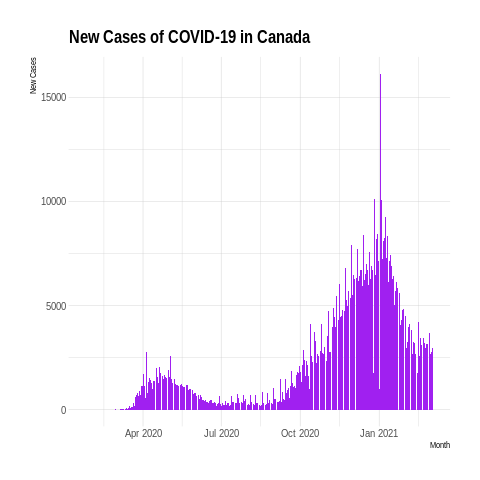 New Cases of COVID-19 in Canada
New Cases
15000
10000
5000
0
Apr 2020 Jul 2020 Oct 2020 Jan 2021
Month